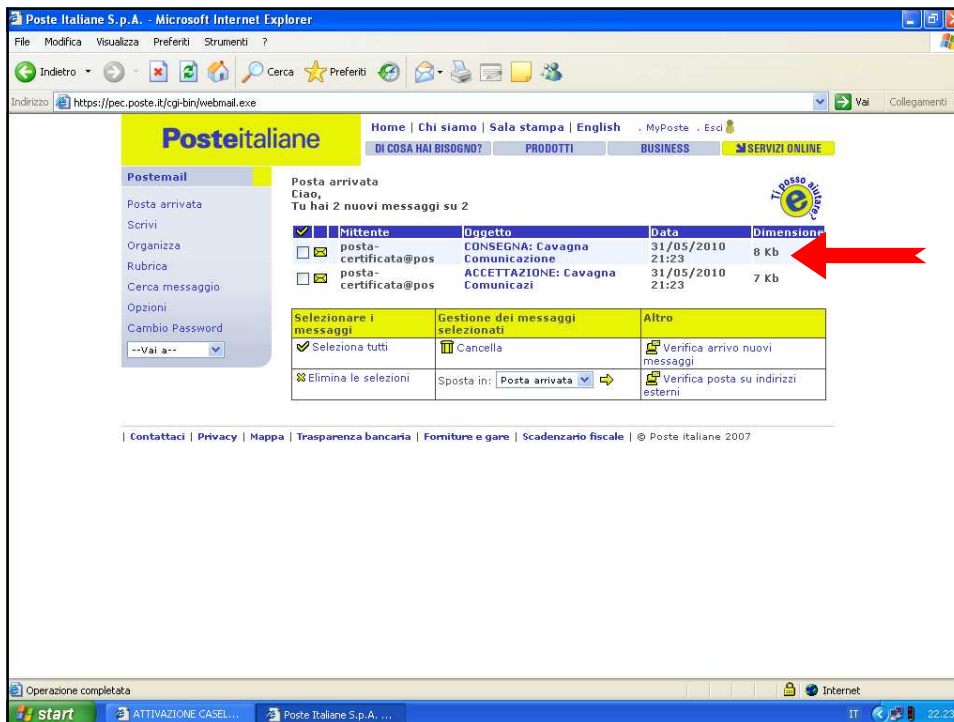 Poste Italiane S.p.A. - Microsoft Internet Explorer
File Modifica Visualizza Preferiti Strumenti ?
Indietro Cerca Preferiti
Indirizzo https://pec.poste.it/cgi-bin/webmail.exe Vai Collegamenti
Posteitaliane
Home | Chi siamo | Sala stampa | English . MyPoste . Esci
DI COSA HAI BISOGNO? PRODOTTI BUSINESS SERVIZI ONLINE
Postemail
Posta arrivata
Scrivi
Organizza
Rubrica
Cerca messaggio
Opzioni
Cambio Password
--Vai a--
Posta arrivata
Ciao,
Tu hai 2 nuovi messaggi su 2
Ti posso aiutare?
e
Mittente Oggetto Data Dimensione
posta-certificata@pos CONSEGNA: Cavagna Comunicazione 31/05/2010 21:23 8 Kb
posta-certificata@pos ACCETTAZIONE: Cavagna Comunicazi 31/05/2010 21:23 7 Kb
Selezionare i messaggi Gestione dei messaggi selezionati Altro
Seleziona tutti Cancella Verifica arrivo nuovi messaggi
Elimina le selezioni Sposta in: Posta arrivata Verifica posta su indirizzi esterni
| Contattaci | Privacy | Mappa | Trasparenza bancaria | Forniture e gare | Scadenzario fiscale | © Poste italiane 2007
Operazione completata Internet
start ATTIVAZIONE CASEL... Poste Italiane S.p.A. ... IT 22.23